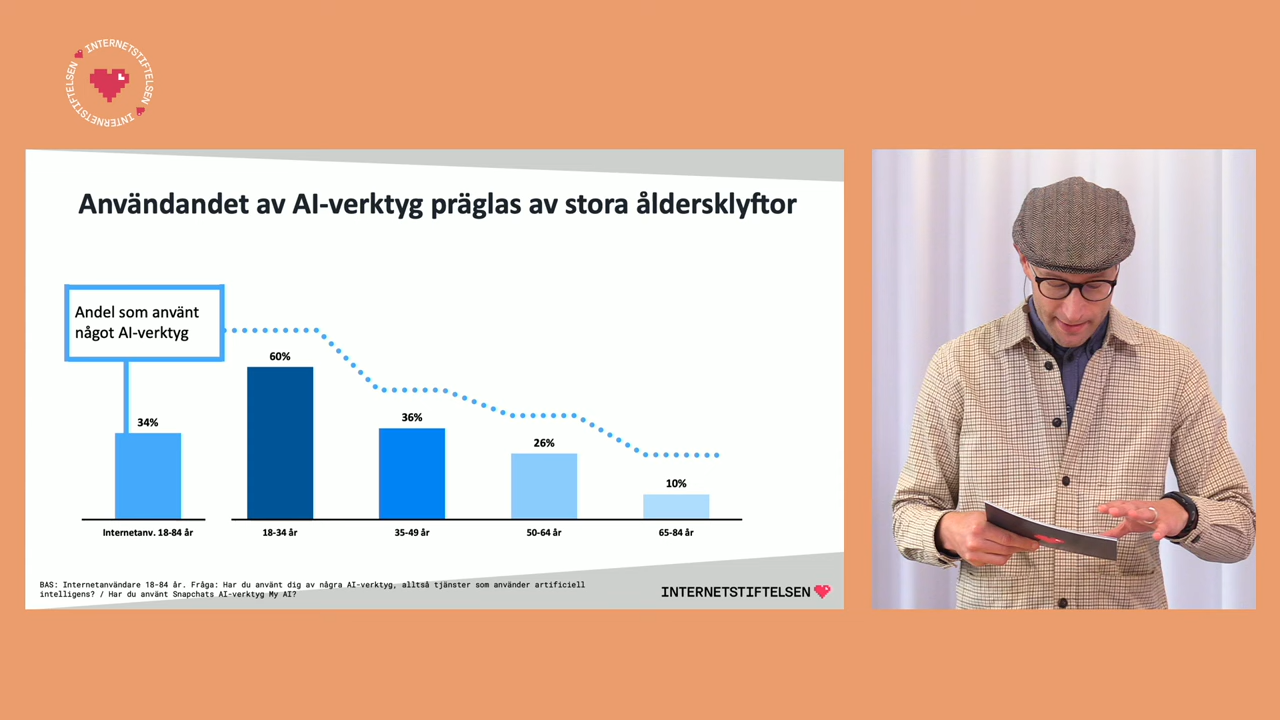 INTERNETSTIFTELSEN INTERNETSTIFTELSEN
Användandet av AI-verktyg präglas av stora åldersklyftor
Andel som använt
något AI-verktyg
34%
60%
36%
26%
10%
Internetanv. 18-84 år
18-34 år
35-49 år
50-64 år
65-84 år
BAS: Internetanvändare 18-84 år. Fråga: Har du använt dig av några AI-verktyg, alltså tjänster som använder artificiell
intelligens? / Har du använt Snapchats AI-verktyg My AI?
INTERNETSTIFTELSEN